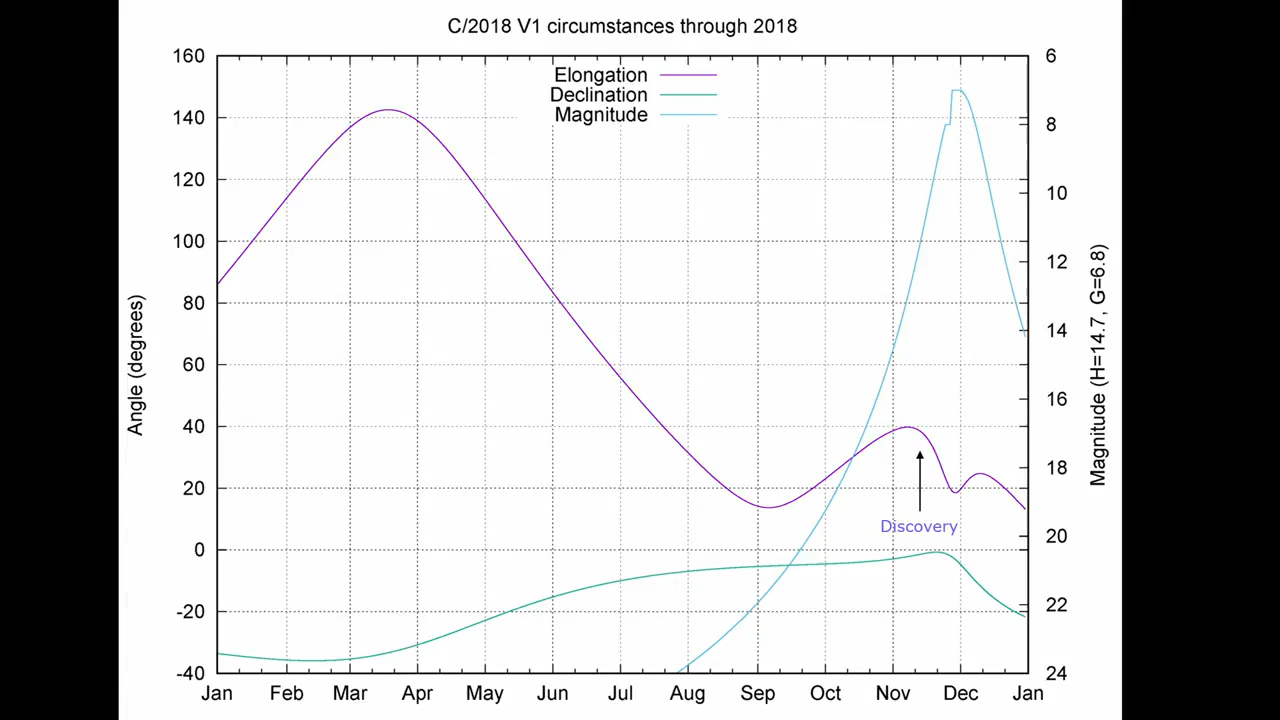 C/2018 V1 circumstances through 2018
Elongation
Declination
Magnitude
160
140
120
100
80
60
40
20
0
-20
-40
6
8
10
12
14
16
18
20
22
24
Angle (degrees)
Magnitude (H=14.7, G=6.8)
Discovery
Jan Feb Mar Apr May Jun Jul Aug Sep Oct Nov Dec Jan